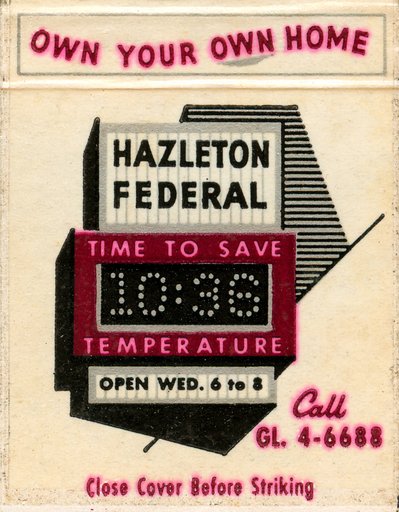 OWN YOUR OWN HOME
HAZLETON
FEDERAL
TIME TO SAVE
10:36
TEMPERATURE
OPEN WED. 6 to 8
Call
GL. 4-6688
Close Cover Before Striking